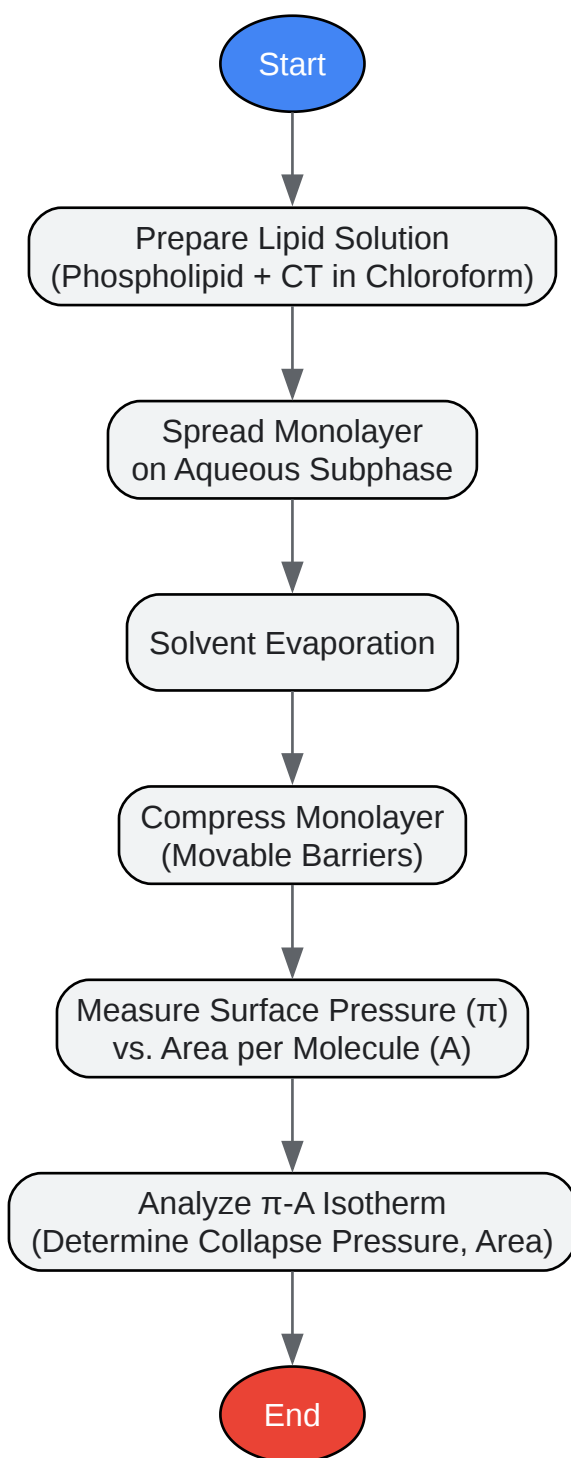 Start
Prepare Lipid Solution
(Phospholipid + CT in Chloroform)
Spread Monolayer
on Aqueous Subphase
Solvent Evaporation
Compress Monolayer
(Movable Barriers)
Measure Surface Pressure (π)
vs. Area per Molecule (A)
Analyze π-A Isotherm
(Determine Collapse Pressure, Area)
End